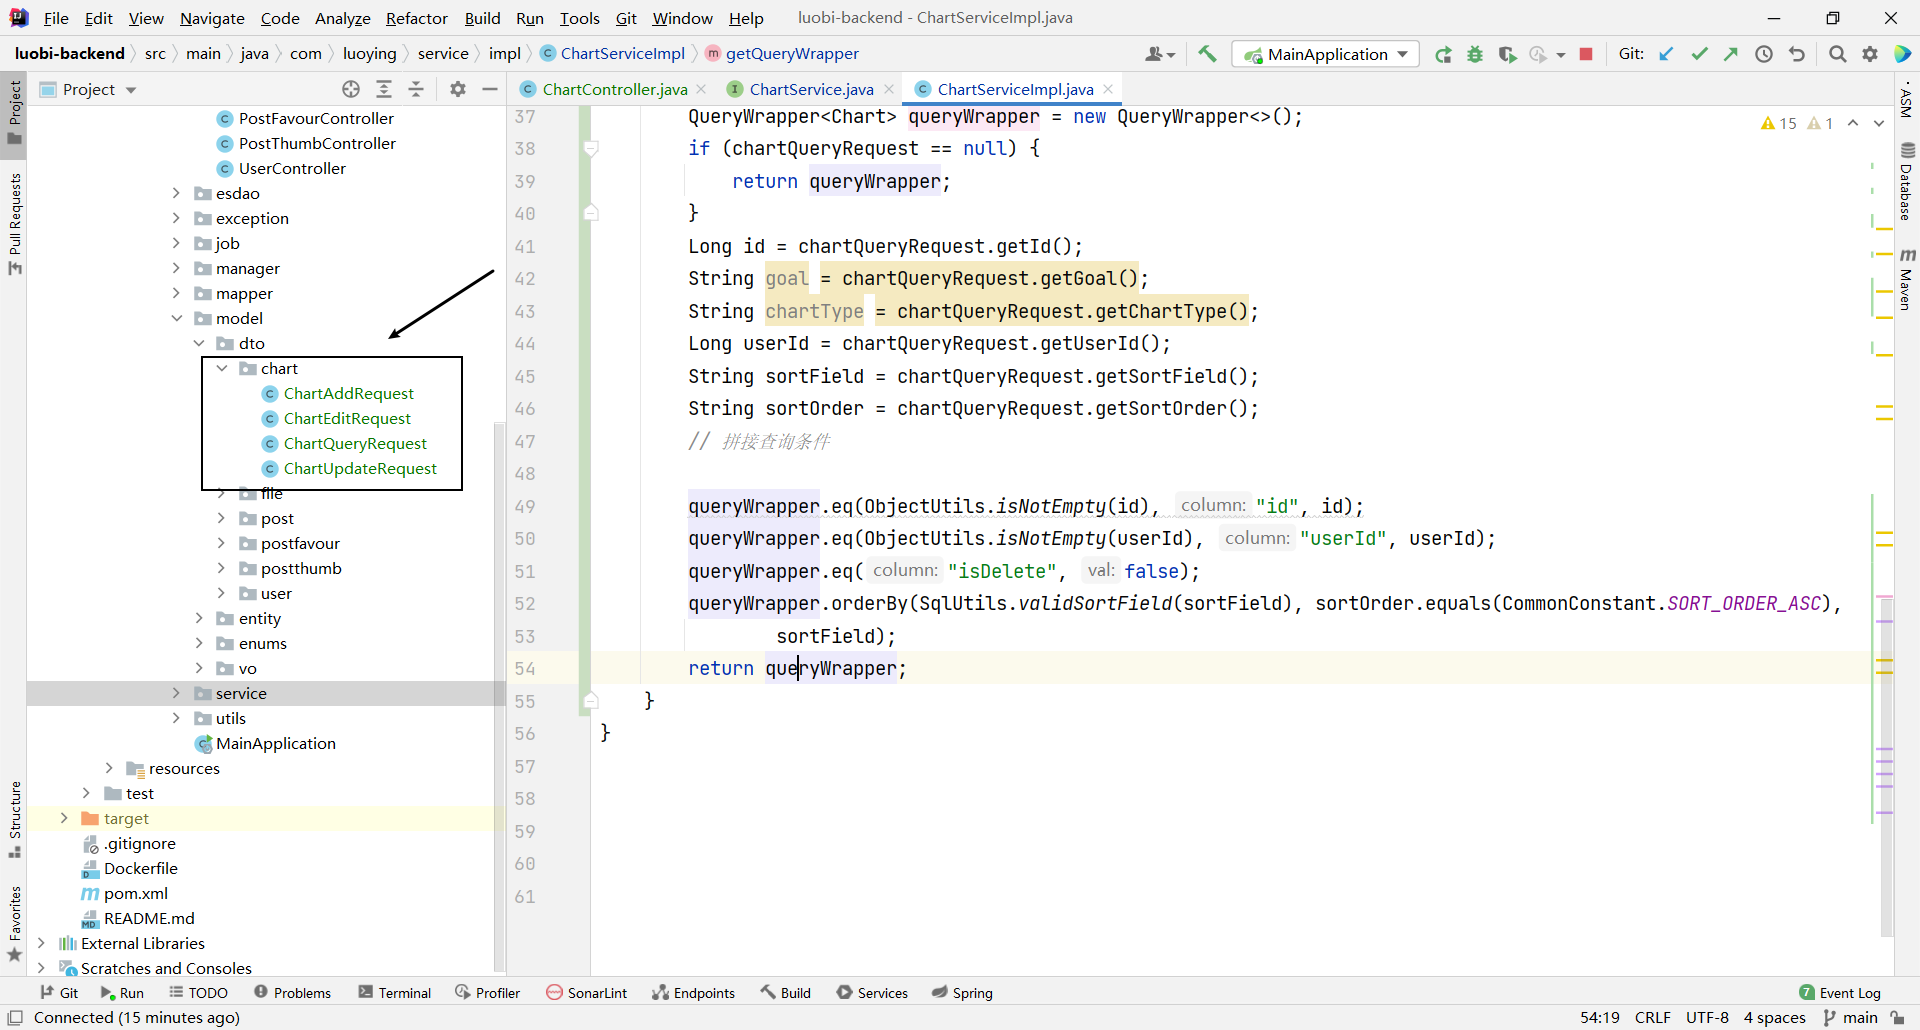 File Edit View Navigate Code Analyze Refactor Build Run Tools Git Window Help luobi-backend - ChartServiceImpl.java
luobi-backend src main java com luoying service impl ChartServiceImpl getQueryWrapper MainApplication Git:
Project
ChartController.java ChartService.java ChartServiceImpl.java
Project
Pull Requests
Structure
Favorites
PostFavourController
PostThumbController
UserController
esdao
exception
job
manager
mapper
model
dto
chart
ChartAddRequest
ChartEditRequest
ChartQueryRequest
ChartUpdateRequest
file
post
postfavour
postthumb
user
entity
enums
vo
service
utils
MainApplication
resources
test
target
.gitignore
Dockerfile
pom.xml
README.md
External Libraries
Scratches and Consoles
15 1
37 QueryWrapper<Chart> queryWrapper = new QueryWrapper<>();
38 if (chartQueryRequest == null) {
39 return queryWrapper;
40 }
41 Long id = chartQueryRequest.getId();
42 String goal = chartQueryRequest.getGoal();
43 String chartType = chartQueryRequest.getChartType();
44 Long userId = chartQueryRequest.getUserId();
45 String sortField = chartQueryRequest.getSortField();
46 String sortOrder = chartQueryRequest.getSortOrder();
47 // 拼接查询条件
48
49 queryWrapper.eq(ObjectUtils.isNotEmpty(id), column: "id", id);
50 queryWrapper.eq(ObjectUtils.isNotEmpty(userId), column: "userId", userId);
51 queryWrapper.eq( column: "isDelete", val: false);
52 queryWrapper.orderBy(SqlUtils.validSortField(sortField), sortOrder.equals(CommonConstant.SORT_ORDER_ASC),
53 sortField);
54 return queryWrapper;
55 }
56 }
57
58
59
60
61
ASM
Database
Maven
Git Run TODO Problems Terminal Profiler SonarLint Endpoints Build Services Spring 7 Event Log
Connected (15 minutes ago) 54:19 CRLF UTF-8 4 spaces main